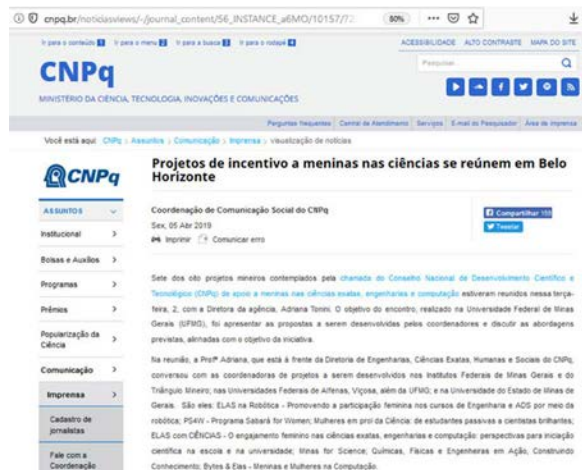 cnpq.br/noticiasviews/-/journal_content/56_INSTANCE_a6MO/10157/72
80%
Ir para o conteúdo 1 Ir para o menu 2 Ir para a busca 3 Ir para o rodapé 4
ACESSIBILIDADE ALTO CONTRASTE MAPA DO SITE
CNPq
Pesquisar
MINISTÉRIO DA CIÊNCIA, TECNOLOGIA, INOVAÇÕES E COMUNICAÇÕES
Perguntas frequentes Central de Atendimento Serviços E-mail do Pesquisador Área de Imprensa
Você está aqui: CNPq › Assuntos › Comunicação › Imprensa › visualização de notícias
CNPq
Projetos de incentivo a meninas nas ciências se reúnem em Belo
Horizonte
ASSUNTOS
Institucional
Bolsas e Auxílios
Programas
Prêmios
Popularização da
Ciência
Comunicação
Imprensa
Cadastro de
jornalistas
Fale com a
Coordenação
Coordenação de Comunicação Social do CNPq
Sex, 05 Abr 2019
Imprimir Comunicar erro
Compartilhar 155
Tweetar
Sete dos oito projetos mineiros contemplados pela chamada do Conselho Nacional de Desenvolvimento Científico e
Tecnológico (CNPq) de apoio a meninas nas ciências exatas, engenharias e computação estiveram reunidos nessa terça-
feira, 2, com a Diretora da agência, Adriana Tonini. O objetivo do encontro, realizado na Universidade Federal de Minas
Gerais (UFMG), foi apresentar as propostas a serem desenvolvidas pelos coordenadores e discutir as abordagens
previstas, alinhadas com o objetivo da iniciativa.
Na reunião, a Profª Adriana, que está à frente da Diretoria de Engenharias, Ciências Exatas, Humanas e Sociais do CNPq,
conversou com as coordenadoras de projetos a serem desenvolvidos nos Institutos Federais de Minas Gerais e do
Triângulo Mineiro; nas Universidades Federais de Alfenas, Viçosa, além da UFMG; e na Universidade do Estado de Minas de
Gerais. São eles: ELAS na Robótica - Promovendo a participação feminina nos cursos de Engenharia e ADS por meio da
robótica; PS4W - Programa Sabará for Women; Mulheres em prol da Ciência: de estudantes passivas a cientistas brilhantes;
ELAS com CIÊNCIAS - O engajamento feminino nas ciências exatas, engenharias e computação: perspectivas para iniciação
científica na escola e na universidade; Minas for Science; Químicas, Físicas e Engenheiras em Ação, Construindo
Conhecimento; Bytes & Elas - Meninas e Mulheres na Computação.